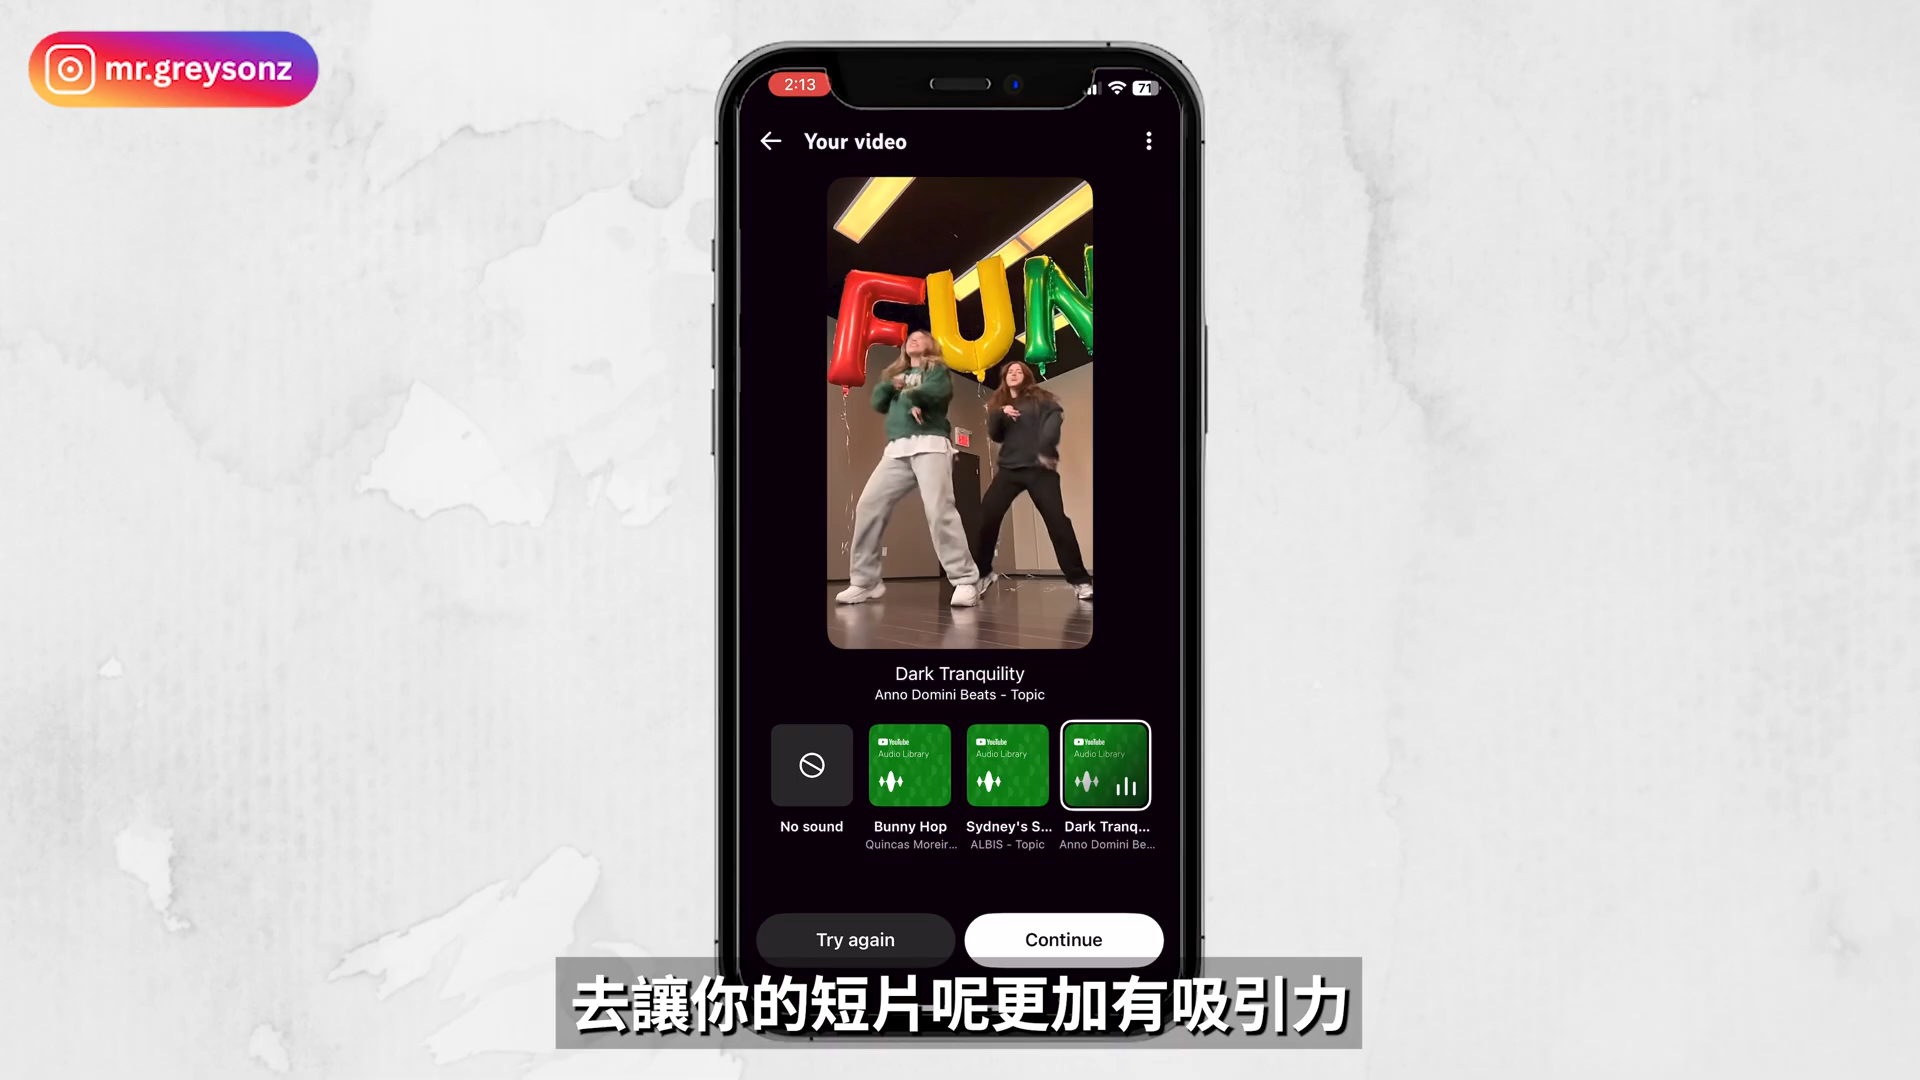 mr.greysonz
2:13
71
Your video
FUN
Dark Tranquility
Anno Domini Beats - Topic
YouTube
Audio Library
YouTube
Audio Library
YouTube
Audio Library
No sound
Bunny Hop
Sydney's S...
Dark Tranq...
Quincas Moreir...
ALBIS - Topic
Anno Domini Be...
Try again
Continue
去讓你的短片呢更加有吸引力